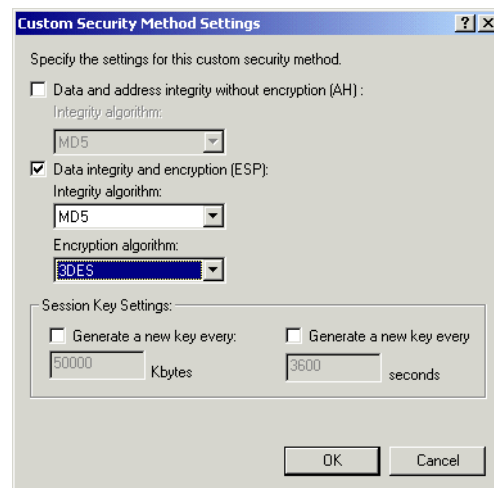 Custom Security Method Settings
Specify the settings for this custom security method.
Data and address integrity without encryption (AH) :
Integrity algorithm:
MD5
Data integrity and encryption (ESP):
Integrity algorithm:
MD5
Encryption algorithm:
3DES
Session Key Settings:
Generate a new key every:
50000 Kbytes
Generate a new key every
3600 seconds
OK Cancel